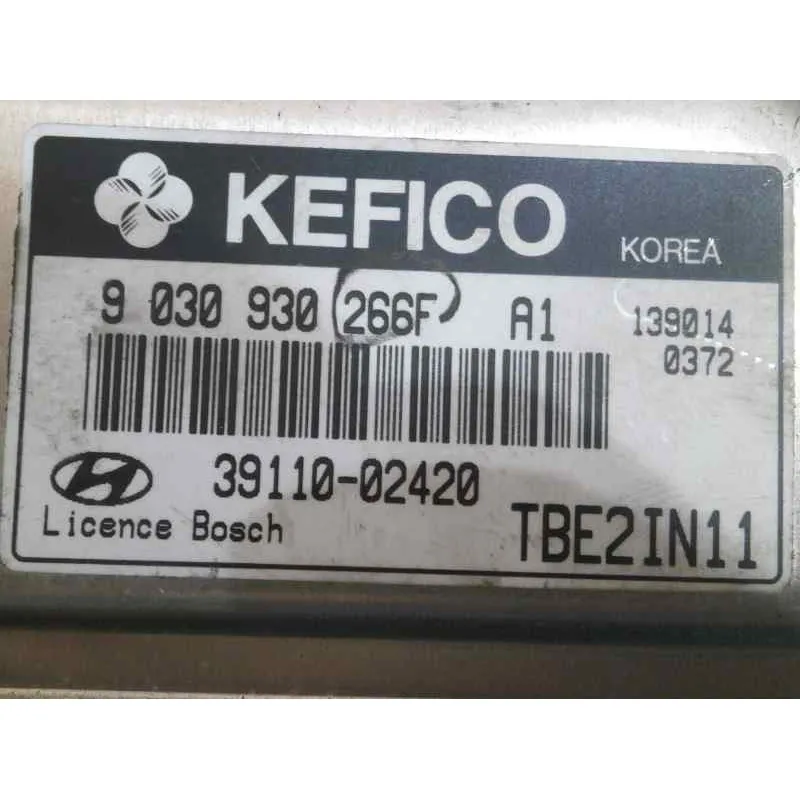 KEFICO
KOREA
9 030 930 266F A1 139014
0372
39110-02420
Licence Bosch TBE2IN11